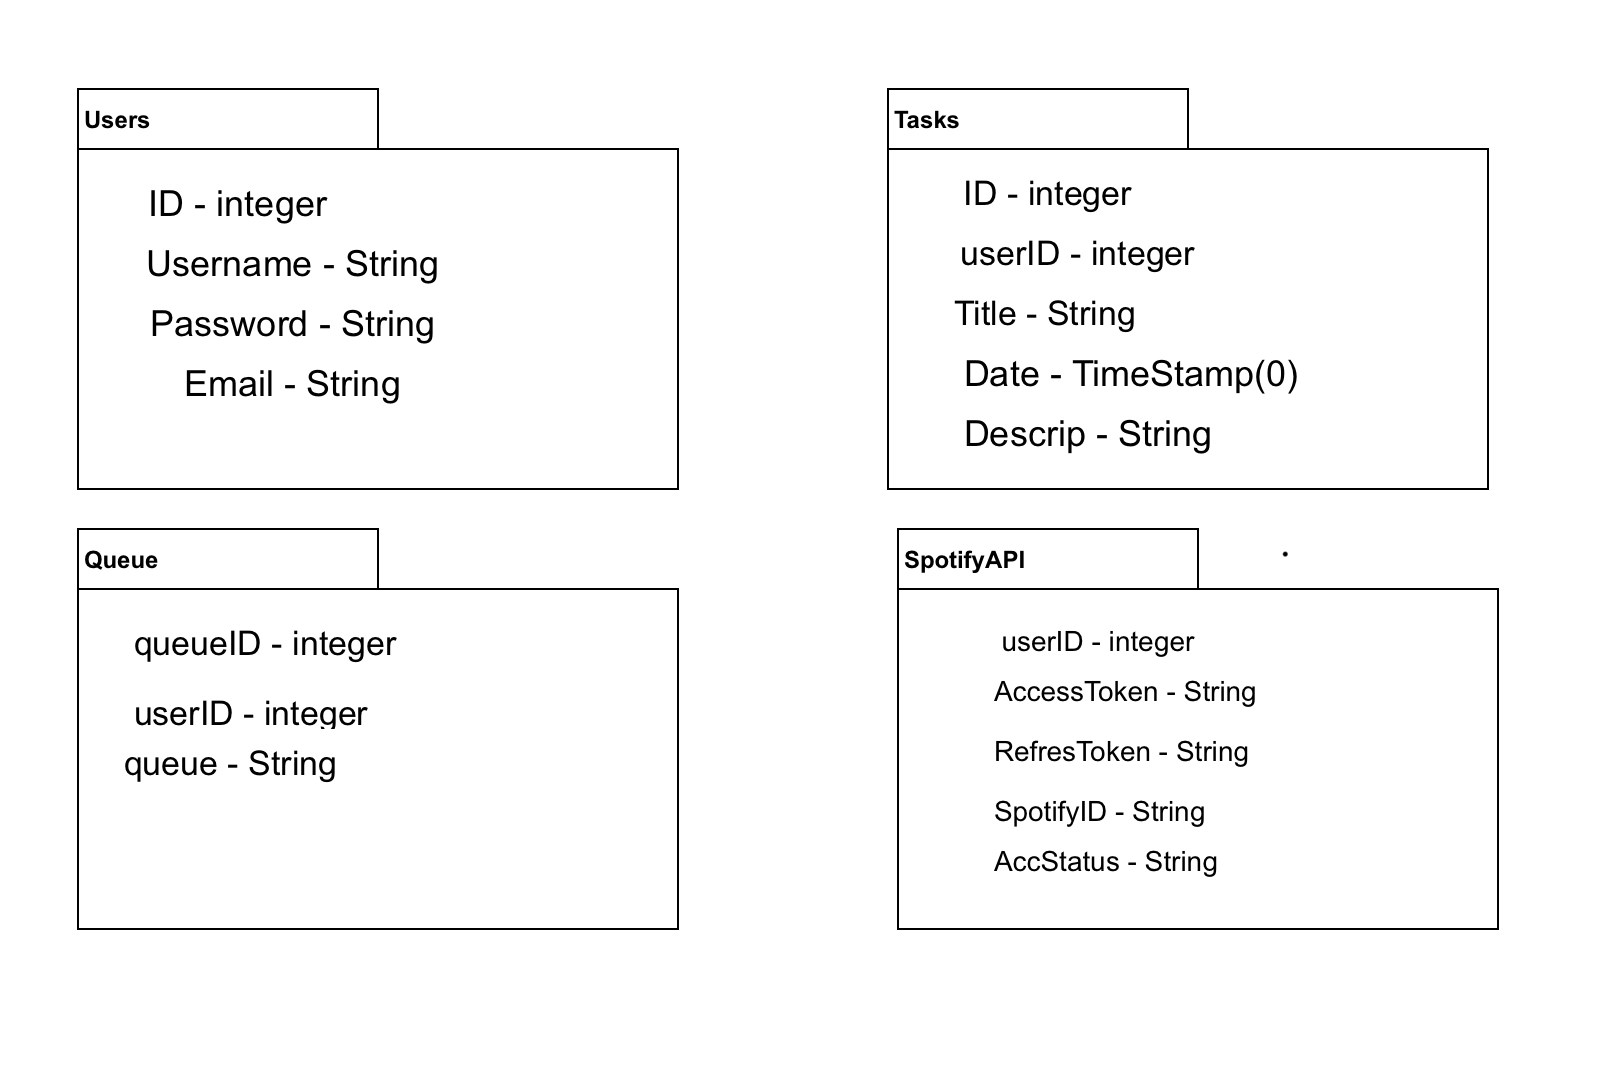 Users
ID - integer
Username - String
Password - String
Email - String
Tasks
ID - integer
userID - integer
Title - String
Date - TimeStamp(0)
Descrip - String
Queue
queueID - integer
userID - integer
queue - String
SpotifyAPI
userID - integer
AccessToken - String
RefresToken - String
SpotifyID - String
AccStatus - String